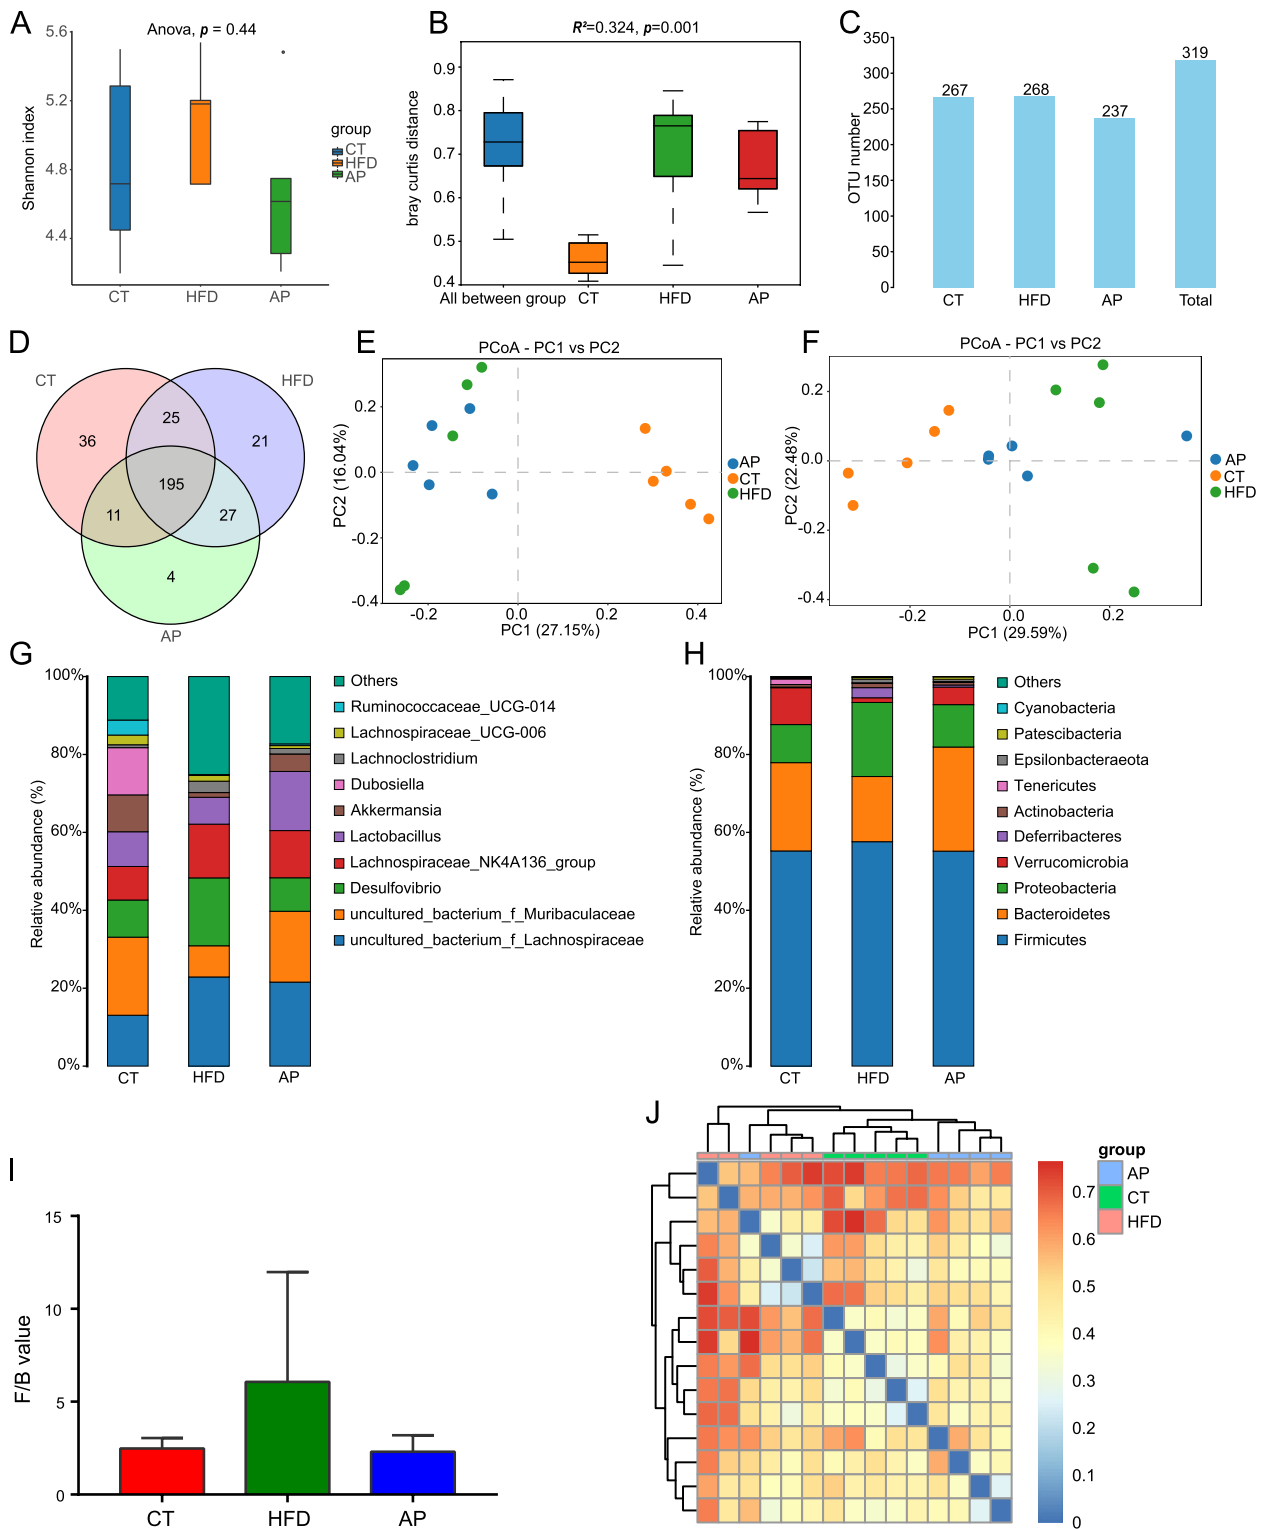 A
Anova, p = 0.44
5.6
5.2
4.8
4.4
Shannon index
CT
HFD
AP
group
CT
HFD
AP
B
R²=0.324, p=0.001
0.9
0.8
0.7
0.6
0.5
0.4
bray curtis distance
All between group
CT
HFD
AP
C
350
300
250
200
150
100
50
0
OTU number
267
268
237
319
CT
HFD
AP
Total
D
CT
HFD
AP
36
25
21
195
11
27
4
E
PCoA - PC1 vs PC2
0.2
0.0
-0.2
-0.4
PC2 (16.04%)
-0.2
0.0
0.2
0.4
PC1 (27.15%)
AP
CT
HFD
F
PCoA - PC1 vs PC2
0.2
0.0
-0.2
-0.4
PC2 (22.48%)
-0.2
0.0
0.2
PC1 (29.59%)
AP
CT
HFD
G
100%
80%
60%
40%
20%
0%
Relative abundance (%)
CT
HFD
AP
Others
Ruminococcaceae_UCG-014
Lachnospiraceae_UCG-006
Lachnoclostridium
Dubosiella
Akkermansia
Lactobacillus
Lachnospiraceae_NK4A136_group
Desulfovibrio
uncultured_bacterium_f_Muribaculaceae
uncultured_bacterium_f_Lachnospiraceae
H
100%
80%
60%
40%
20%
0%
Relative abundance (%)
CT
HFD
AP
Others
Cyanobacteria
Patescibacteria
Epsilonbacteraeota
Tenericutes
Actinobacteria
Deferribacteres
Verrucomicrobia
Proteobacteria
Bacteroidetes
Firmicutes
I
15
10
5
0
F/B value
CT
HFD
AP
J
group
AP
CT
HFD
0.7
0.6
0.5
0.4
0.3
0.2
0.1
0